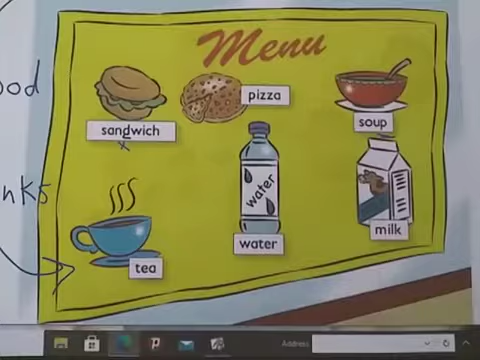 Menu
pizza
sandwich
x
soup
water
milk
water
tea
Address